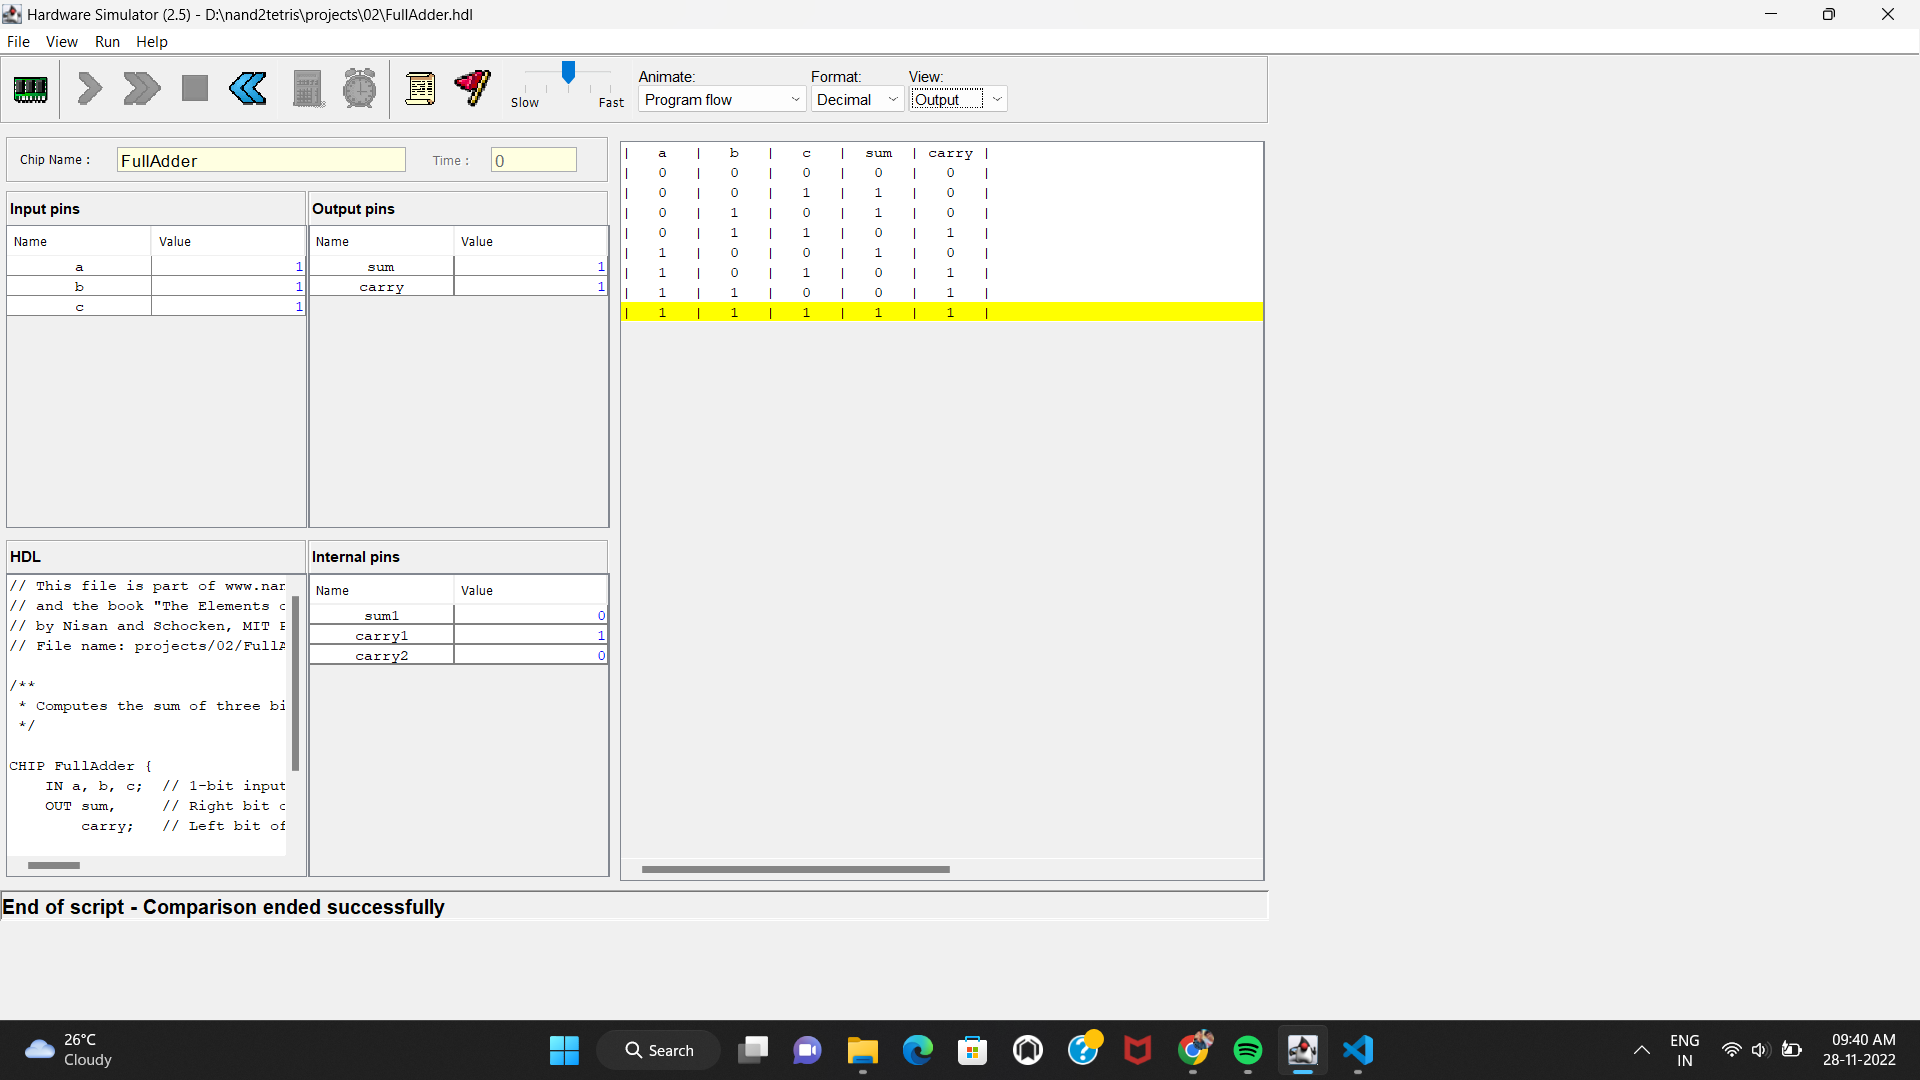 Hardware Simulator (2.5) - D:\nand2tetris\projects\02\FullAdder.hdl
File View Run Help
Slow Fast
Animate: Format: View:
Program flow Decimal Output
Chip Name : FullAdder Time : 0
Input pins
Name Value
a 1
b 1
c 1
Output pins
Name Value
sum 1
carry 1
HDL
// This file is part of www.nan
// and the book "The Elements o
// by Nisan and Schocken, MIT P
// File name: projects/02/FullA
/**
* Computes the sum of three bi
*/
CHIP FullAdder {
IN a, b, c; // 1-bit input
OUT sum, // Right bit o
carry; // Left bit of
Internal pins
Name Value
sum1 0
carry1 1
carry2 0
| a | b | c | sum | carry |
| 0 | 0 | 0 | 0 | 0 |
| 0 | 0 | 1 | 1 | 0 |
| 0 | 1 | 0 | 1 | 0 |
| 0 | 1 | 1 | 0 | 1 |
| 1 | 0 | 0 | 1 | 0 |
| 1 | 0 | 1 | 0 | 1 |
| 1 | 1 | 0 | 0 | 1 |
| 1 | 1 | 1 | 1 | 1 |
End of script - Comparison ended successfully
26°C
Cloudy
Search
ENG
IN
09:40 AM
28-11-2022